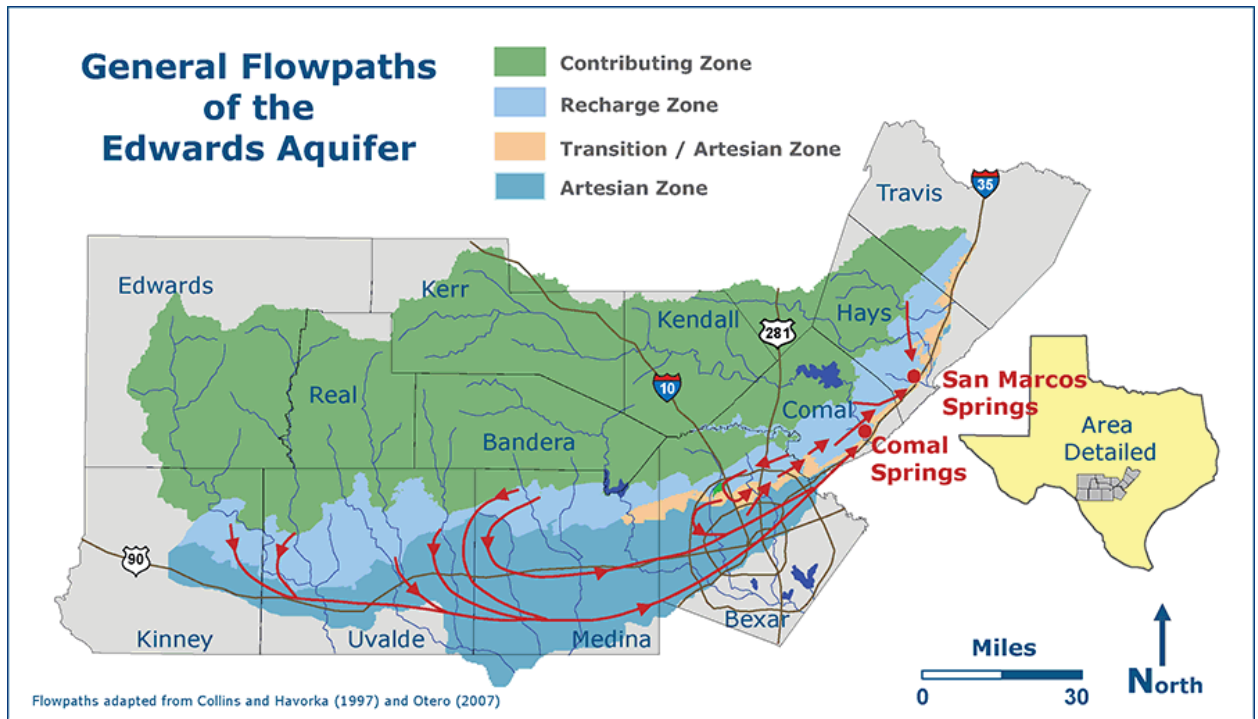 General Flowpaths
of the
Edwards Aquifer
Contributing Zone
Recharge Zone
Transition / Artesian Zone
Artesian Zone
Travis
35
Edwards
Kerr
Kendall
281
Hays
Real
10
Comal
San Marcos
Springs
Bandera
Comal
Springs
Area
Detailed
90
Kinney
Uvalde
Medina
Bexar
Miles
0
30
North
Flowpaths adapted from Collins and Havorka (1997) and Otero (2007)